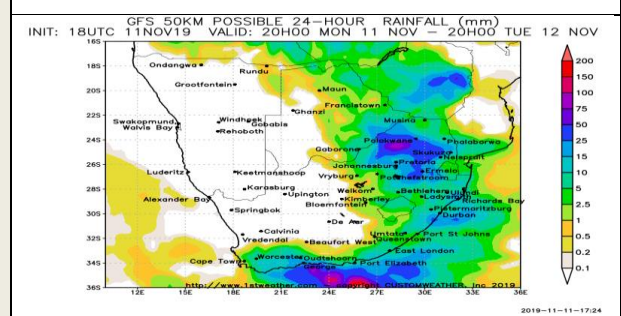 GFS 50KM POSSIBLE 24-HOUR RAINFALL (mm)
INIT: 18UTC 11NOV19 VALID: 20H00 MON 11 NOV - 20H00 TUE 12 NOV
16S
18S
20S
22S
24S
26S
28S
30S
32S
34S
36S
Ondangwa
Rundu
Grootfontein
Maun
Francistown
Ghanzi
Swakopmund
Windhoek
Gobabis
Walvis Bay
Rehoboth
Musina
Polokwane
Phalaborwa
Gaborone
Skukuza
Nelspruit
Pretoria
Johannesburg
Ermelo
Luderitz
Keetmanshoop
Vryburg
Potchefstroom
Karasburg
Upington
Welkom
Bethlehem
Ulundi
Kimberley
Ladysmith
Richards Bay
Alexander Bay
Bloemfontein
Springbok
Pietermaritzburg
Durban
De Aar
Calvinia
Umtata
Port St Johns
Vredendal
Beaufort West
Queenstown
East London
Cape Town
Worcester
Oudtshoorn
George
Port Elizabeth
http://www.1stweather.com - copyright CUSTOMWEATHER, Inc 2019
12E 15E 18E 21E 24E 27E 30E 33E 36E
200
150
100
75
50
25
15
10
5
2.5
1
0.5
0.2
0.1
2019-11-11-17:24